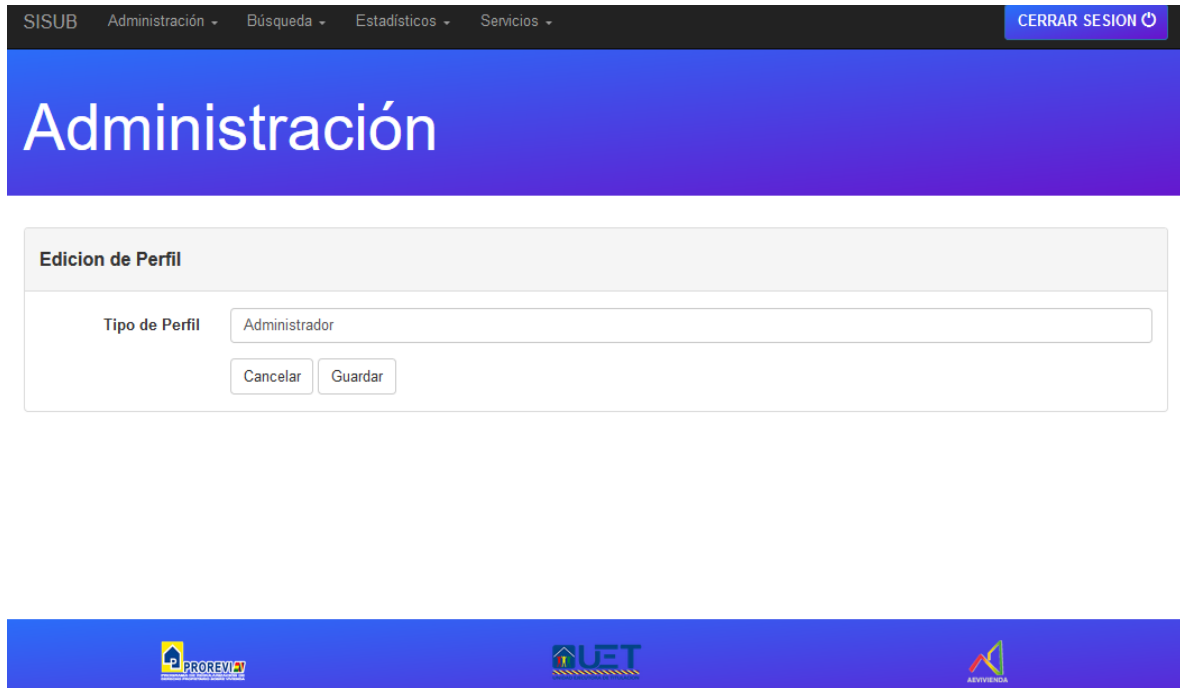 SISUB Administración Búsqueda Estadísticos Servicios CERRAR SESION
Administración
Edicion de Perfil
Tipo de Perfil Administrador
Cancelar Guardar
PROREVI UET
AEVIVIENDA